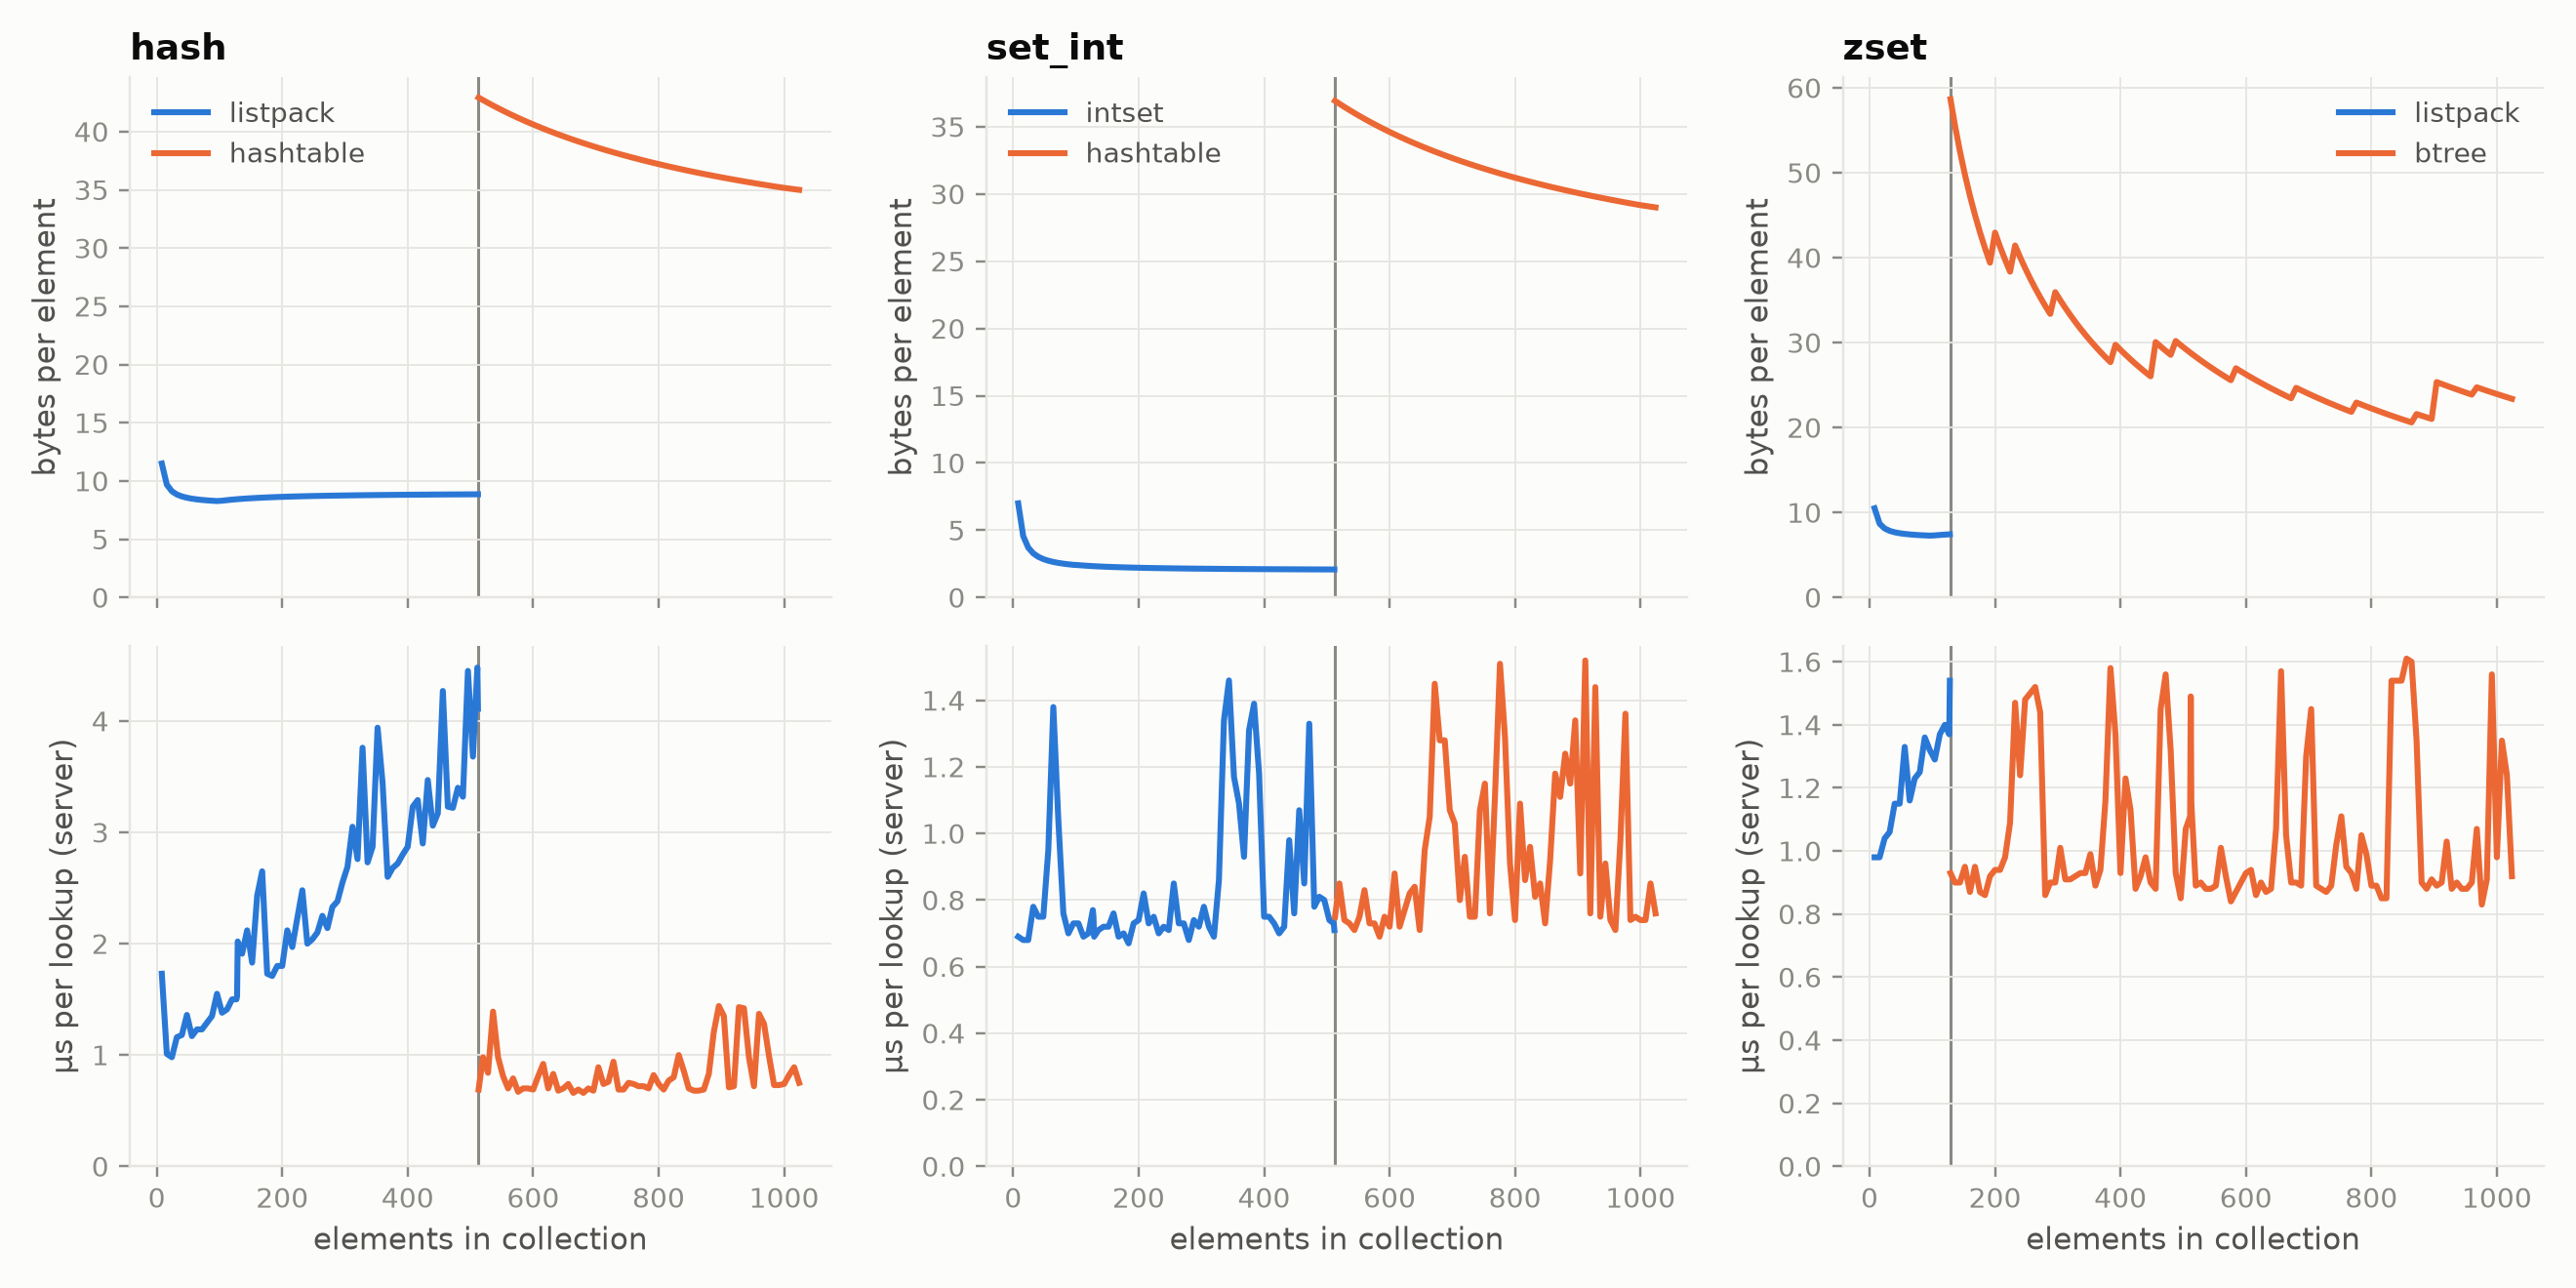 hash
listpack
hashtable
bytes per element
40
35
30
25
20
15
10
5
0
set_int
intset
hashtable
bytes per element
35
30
25
20
15
10
5
0
zset
listpack
btree
bytes per element
60
50
40
30
20
10
0
µs per lookup (server)
4
3
2
1
0
0 200 400 600 800 1000
elements in collection
µs per lookup (server)
1.4
1.2
1.0
0.8
0.6
0.4
0.2
0.0
0 200 400 600 800 1000
elements in collection
µs per lookup (server)
1.6
1.4
1.2
1.0
0.8
0.6
0.4
0.2
0.0
0 200 400 600 800 1000
elements in collection